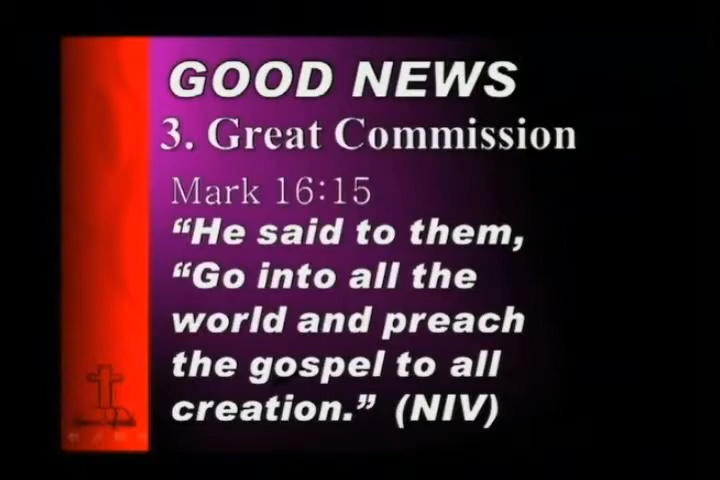 GOOD NEWS
3. Great Commission
Mark 16:15
“He said to them,
“Go into all the
world and preach
the gospel to all
creation.” (NIV)